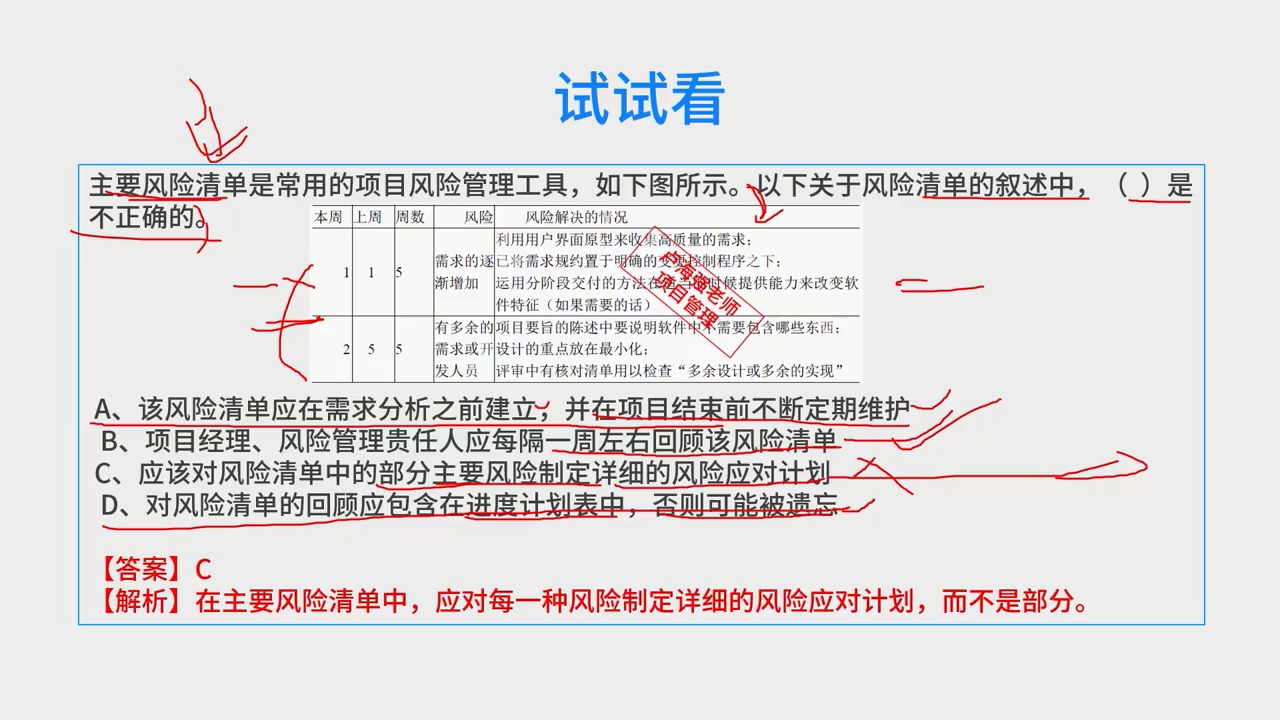 试试看
主要风险清单是常用的项目风险管理工具，如下图所示。以下关于风险清单的叙述中，（ ）是
不正确的。
本周 上周 周数 风险 风险解决的情况
利用用户界面原型来收集高质量的需求；
需求的逐 已将需求规约置于明确的变更控制程序之下；
1 1 5
渐增加 运用分阶段交付的方法在 时候提供能力来改变软
件特征（如果需要的话）
有多余的 项目要旨的陈述中要说明软件中不需要包含哪些东西；
2 5 5 需求或开 设计的重点放在最小化；
发人员 评审中有核对清单用以检查“多余设计或多余的实现”
卢海强老师
项目管理
A、该风险清单应在需求分析之前建立，并在项目结束前不断定期维护
B、项目经理、风险管理责任人应每隔一周左右回顾该风险清单
C、应该对风险清单中的部分主要风险制定详细的风险应对计划
D、对风险清单的回顾应包含在进度计划表中，否则可能被遗忘
【答案】C
【解析】在主要风险清单中，应对每一种风险制定详细的风险应对计划，而不是部分。